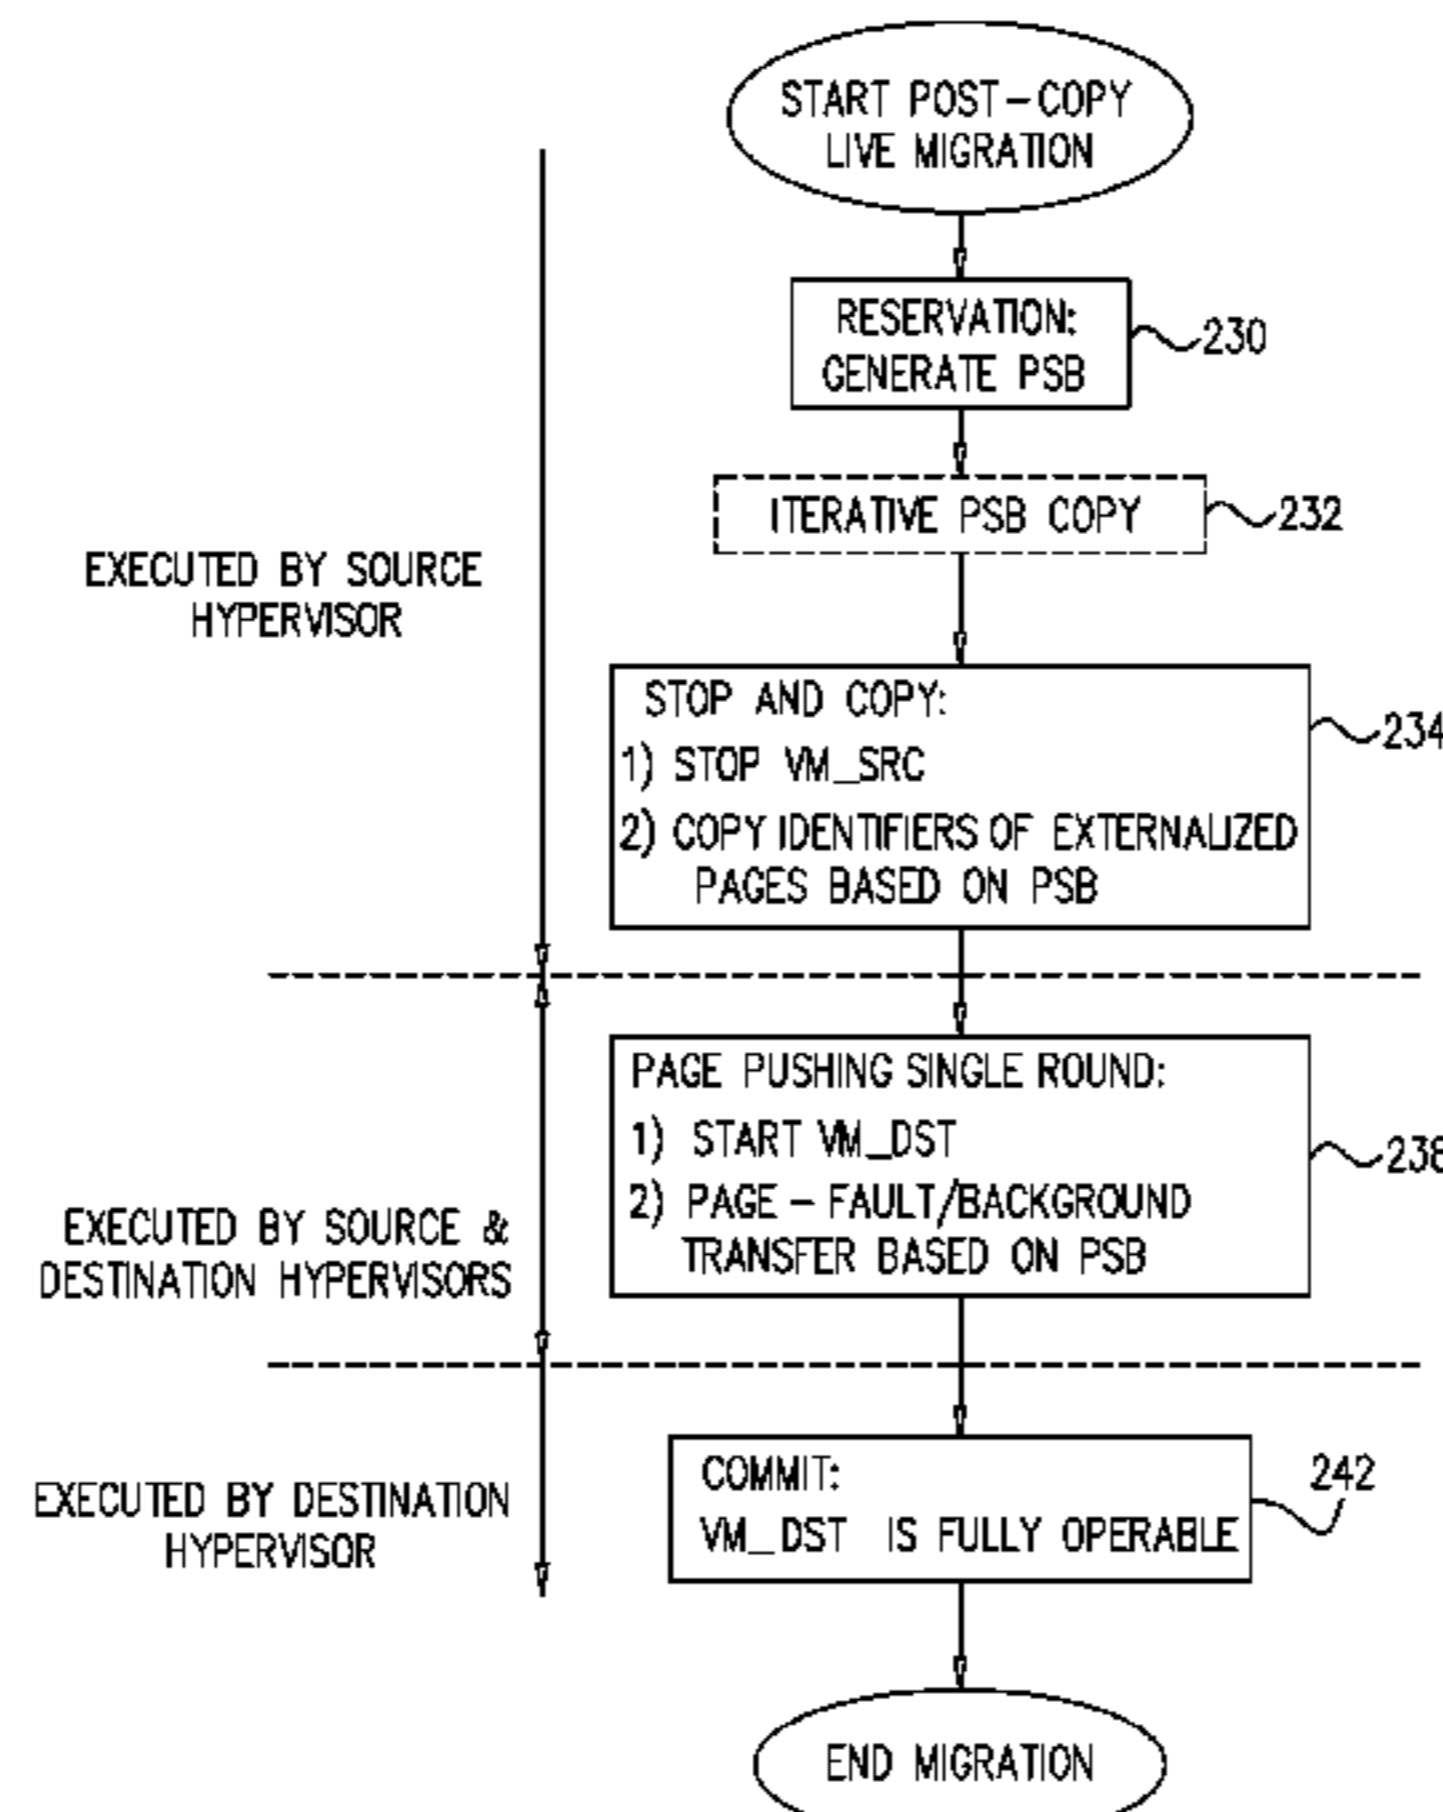 START POST-COPY
LIVE MIGRATION
RESERVATION:
GENERATE PSB
230
ITERATIVE PSB COPY
232
EXECUTED BY SOURCE
HYPERVISOR
STOP AND COPY:
1) STOP VM_SRC
2) COPY IDENTIFIERS OF EXTERNALIZED
PAGES BASED ON PSB
234
PAGE PUSHING SINGLE ROUND:
1) START VM_DST
2) PAGE-FAULT/BACKGROUND
TRANSFER BASED ON PSB
238
EXECUTED BY SOURCE &
DESTINATION HYPERVISORS
COMMIT:
VM_DST IS FULLY OPERABLE
242
EXECUTED BY DESTINATION
HYPERVISOR
END MIGRATION